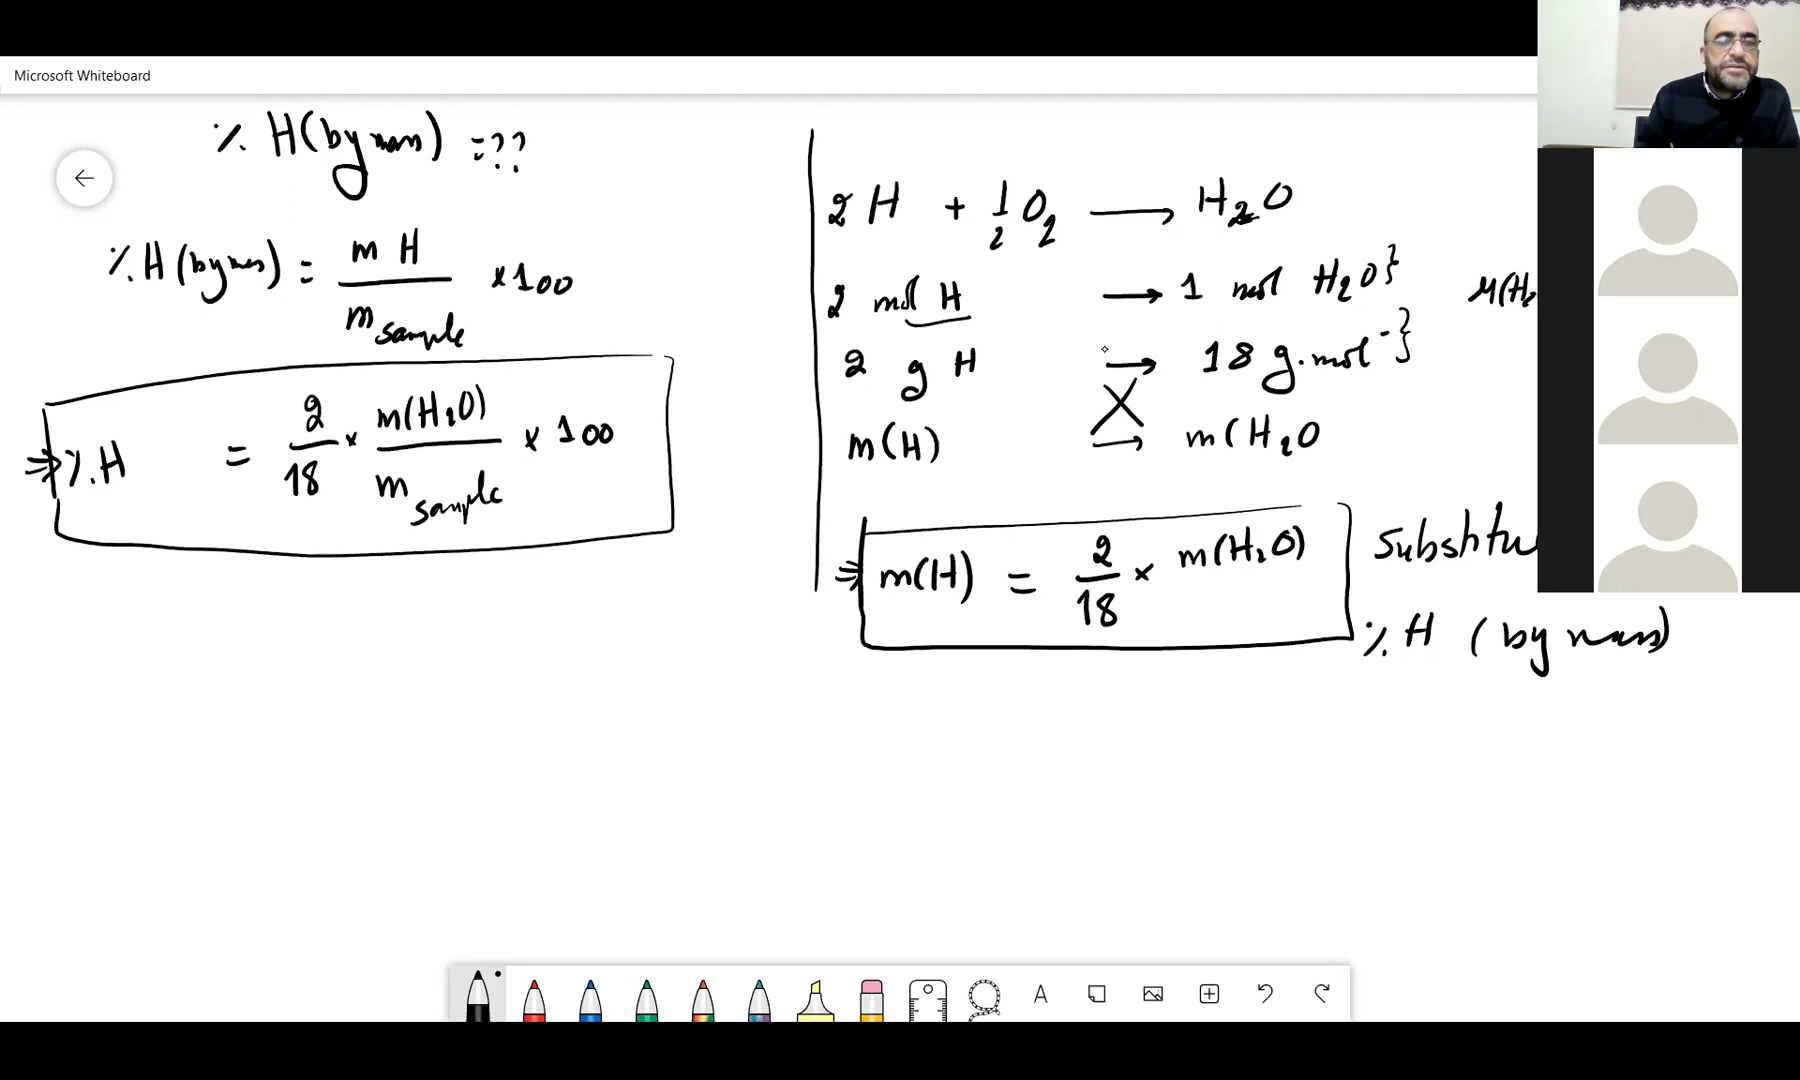 Microsoft Whiteboard
% H (by mass) = ??
% H (by mass) = m H / m sample × 100
⇒ % H = 2/18 × m(H2O) / m sample × 100
2 H + 1/2 O2 ⟶ H2O
2 mol H ⟶ 1 mol H2O }
M(H2
2 g H ⟶ 18 g.mol - }
m(H) ⟶ m(H2O
⇒ m(H) = 2/18 × m(H2O)
Substitu
% H (by mass)
A